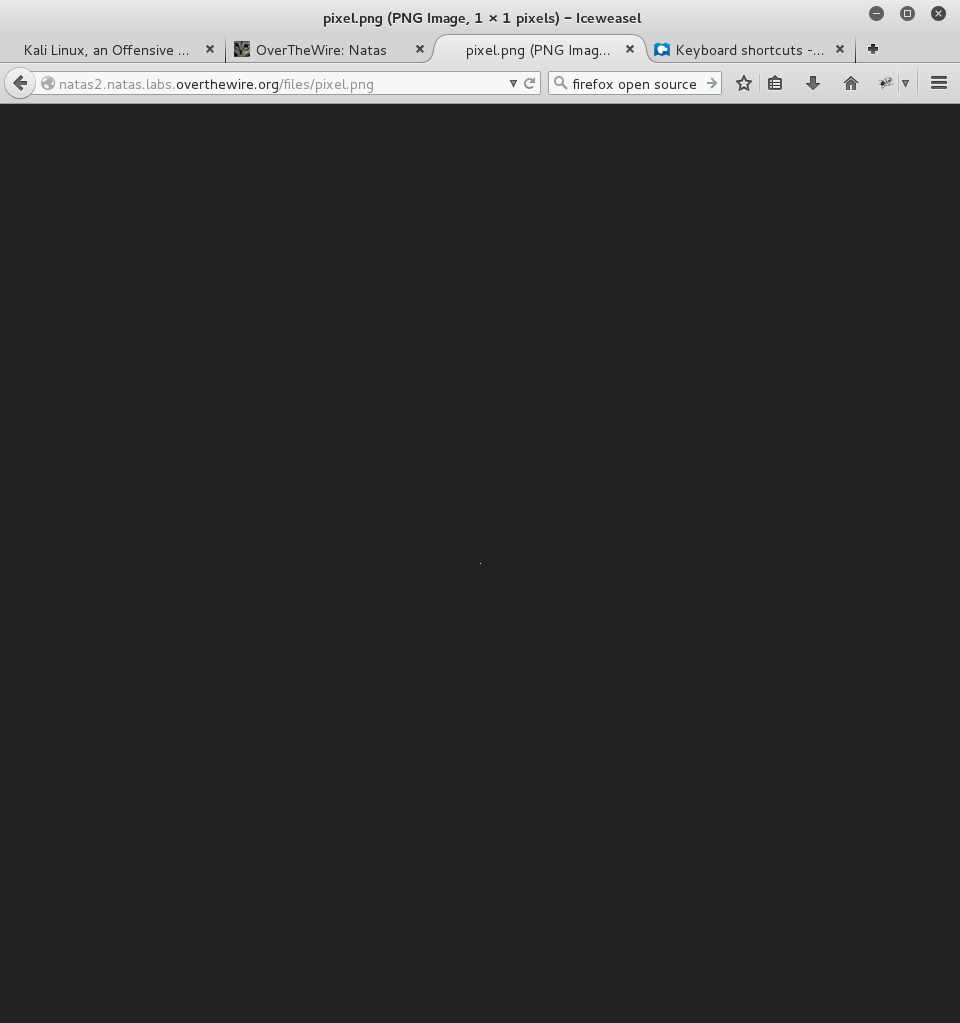 pixel.png (PNG Image, 1 × 1 pixels) – Iceweasel
Kali Linux, an Offensive ... OverTheWire: Natas pixel.png (PNG Imag... Keyboard shortcuts -...
natas2.natas.labs.overthewire.org/files/pixel.png firefox open source